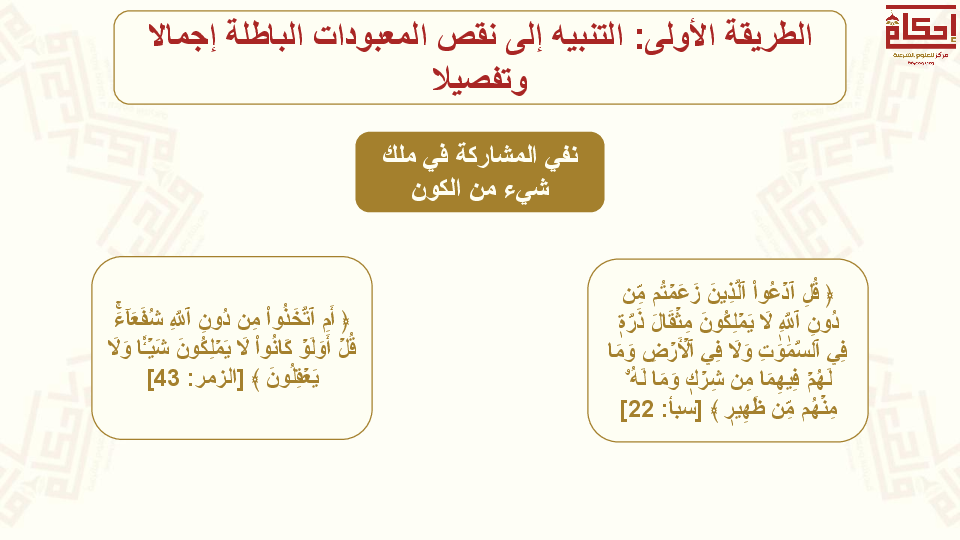 إحكام
مركز للعلوم الشرعية
الطريقة الأولى: التنبيه إلى نقص المعبودات الباطلة إجمالا
وتفصيلا
نفي المشاركة في ملك
شيء من الكون
﴿ قُلِ ٱدۡعُواْ ٱلَّذِينَ زَعَمۡتُم مِّن
دُونِ ٱللَّهِ لَا يَمۡلِكُونَ مِثۡقَالَ ذَرَّةٖ
فِي ٱلسَّمَٰوَٰتِ وَلَا فِي ٱلۡأَرۡضِ وَمَا
لَهُمۡ فِيهِمَا مِن شِرۡكٖ وَمَا لَهُۥ
مِنۡهُم مِّن ظَهِيرٖ ﴾ [سبأ: 22]
﴿ أَمِ ٱتَّخَذُواْ مِن دُونِ ٱللَّهِ شُفَعَآءَۚ
قُلۡ أَوَلَوۡ كَانُواْ لَا يَمۡلِكُونَ شَيۡـٔٗا وَلَا
يَعۡقِلُونَ ﴾ [الزمر: 43]